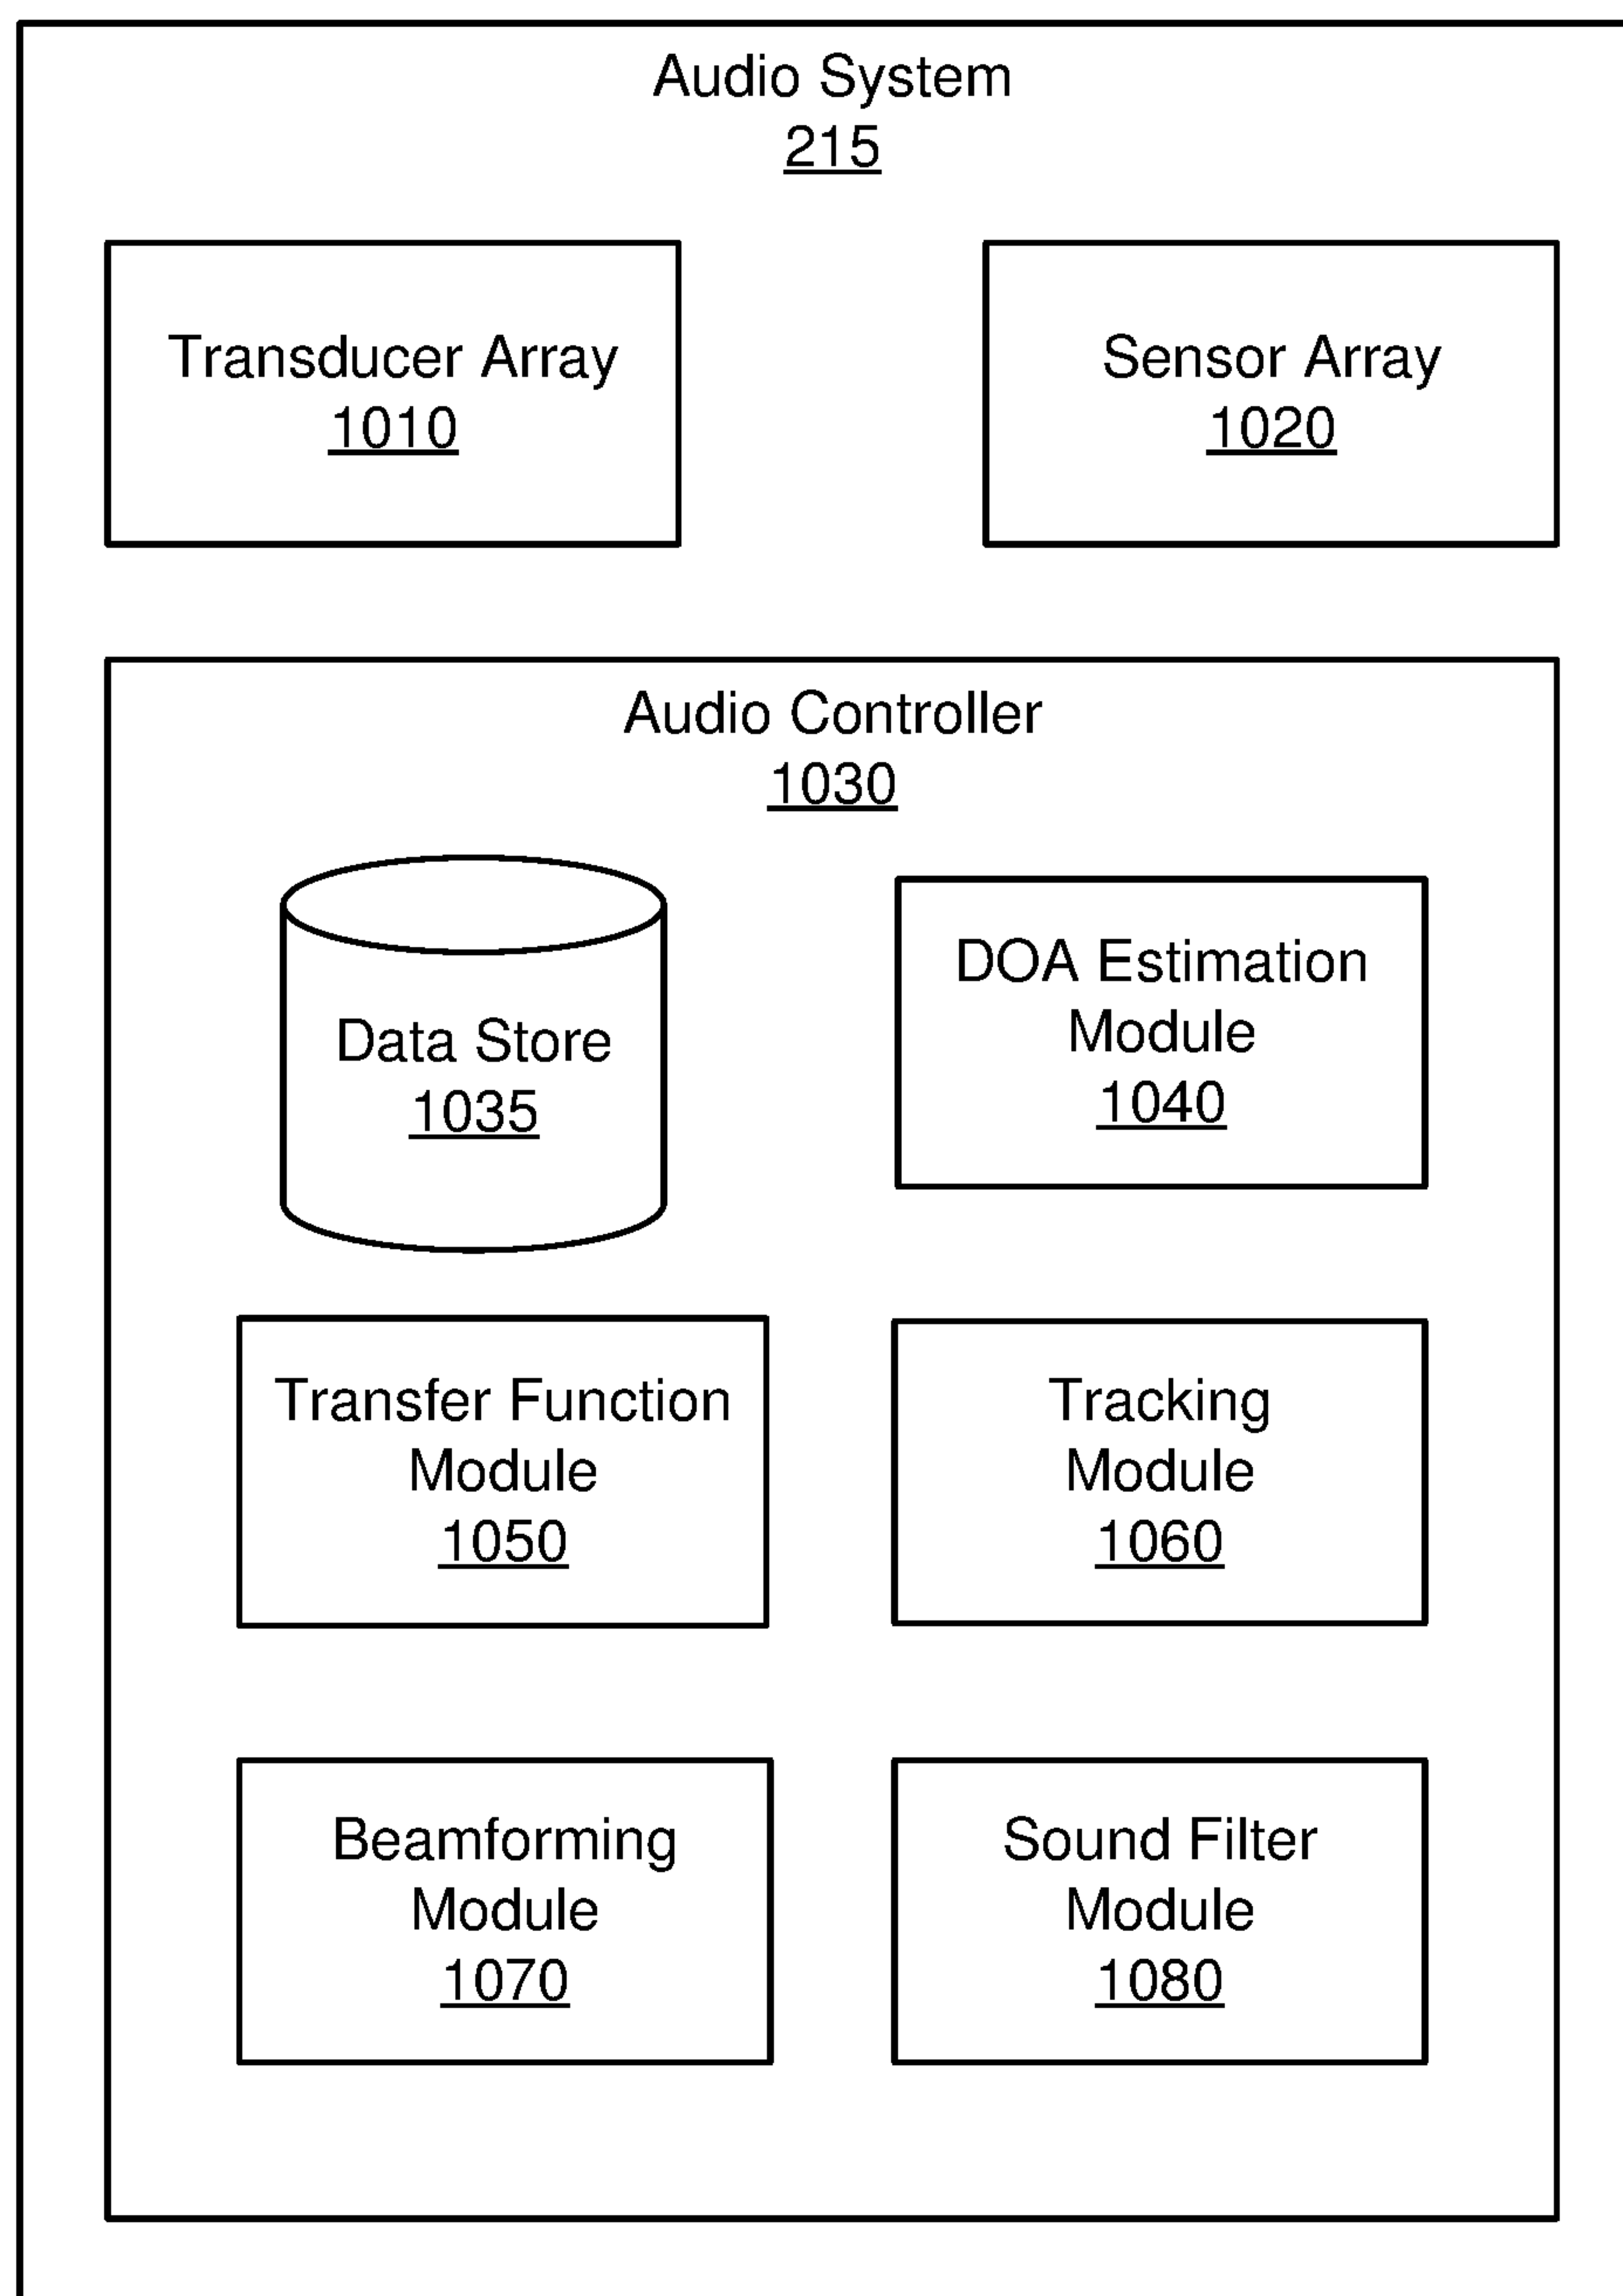 Audio System
215
Transducer Array
1010
Sensor Array
1020
Audio Controller
1030
Data Store
1035
DOA Estimation
Module
1040
Transfer Function
Module
1050
Tracking
Module
1060
Beamforming
Module
1070
Sound Filter
Module
1080